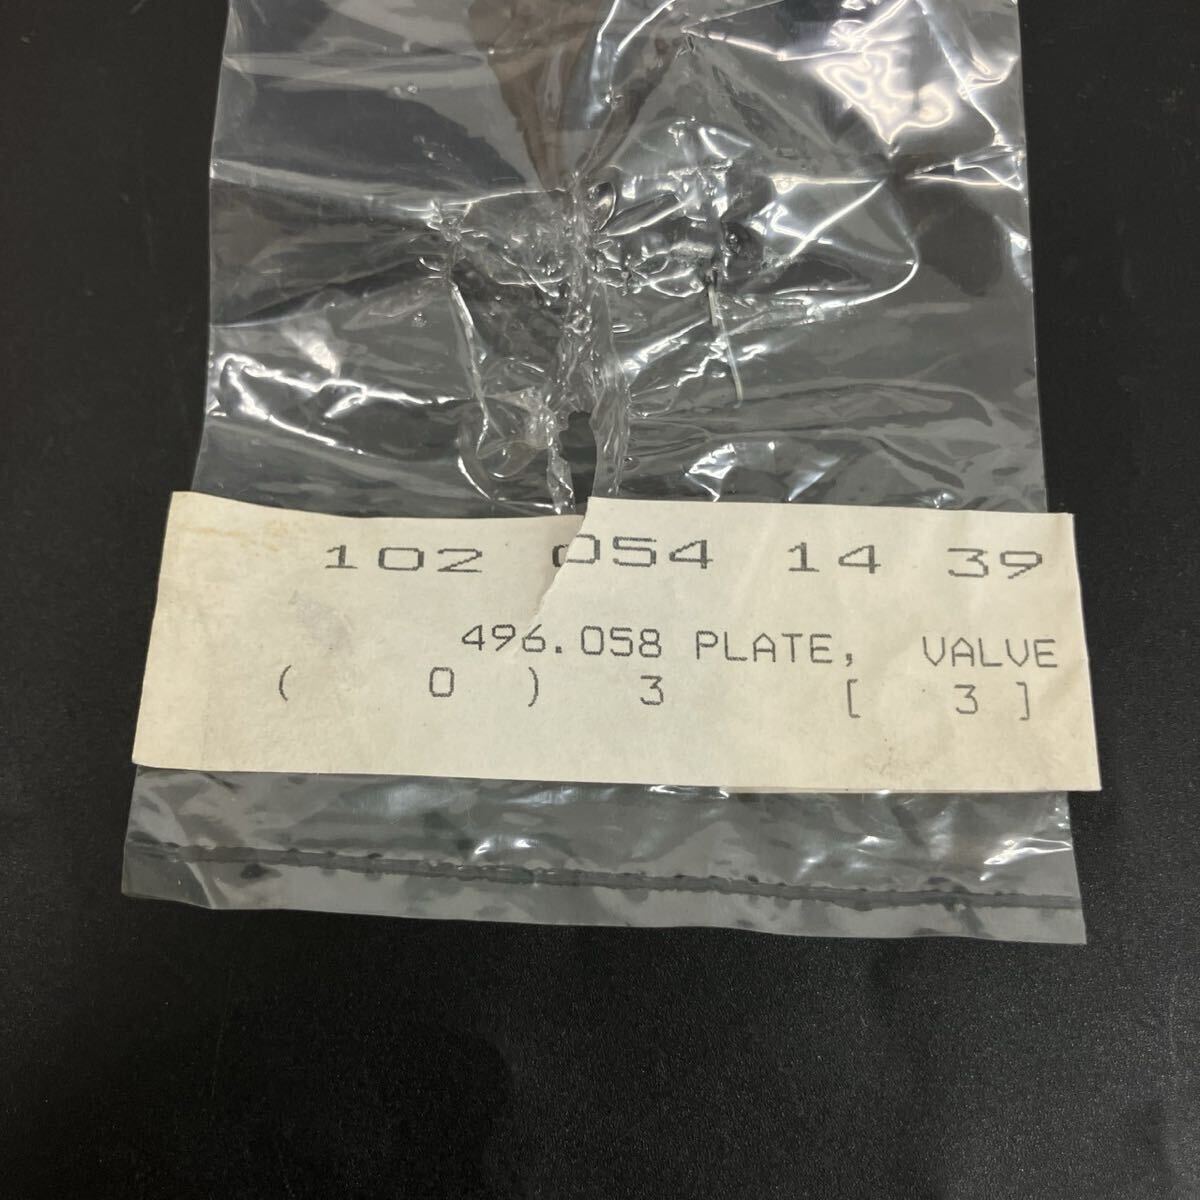 102 054 14 39
496.058 PLATE, VALVE
( 0 ) 3 [ 3 ]